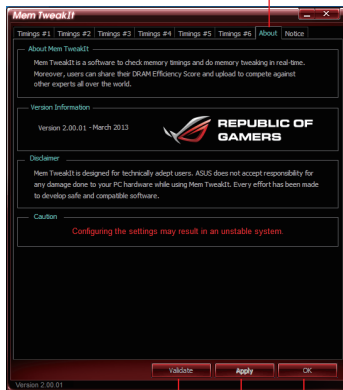 Mem TweakIt
Timings #1 Timings #2 Timings #3 Timings #4 Timings #5 Timings #6 About Notice
About Mem TweakIt
Mem TweakIt is a software to check memory timings and do memory tweaking in real-time.
Moreover, users can share their DRAM Efficiency Score and upload to compete against
other experts all over the world.
Version Information
Version 2.00.01 - March 2013
REPUBLIC OF
GAMERS
Disclaimer
Mem TweakIt is designed for technically adept users. ASUS does not accept responsibility for
any damage done to your PC hardware while using Mem TweakIt. Every effort has been made
to develop safe and compatible software.
Caution
Configuring the settings may result in an unstable system
Validate Apply OK
Version 2.00.01